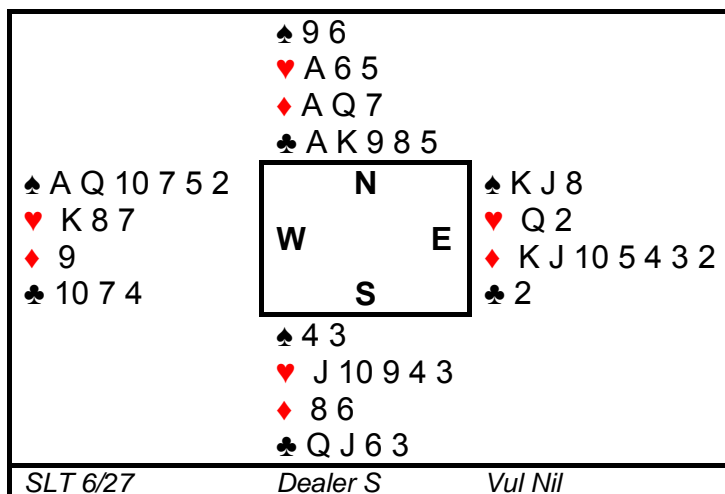 ♠ 9 6
♥ A 6 5
♦ A Q 7
♣ A K 9 8 5
♠ A Q 10 7 5 2 N ♠ K J 8
♥ K 8 7 ♥ Q 2
W E
♦ 9 ♦ K J 10 5 4 3 2
♣ 10 7 4 S ♣ 2
♠ 4 3
♥ J 10 9 4 3
♦ 8 6
♣ Q J 6 3
SLT 6/27 Dealer S Vul Nil